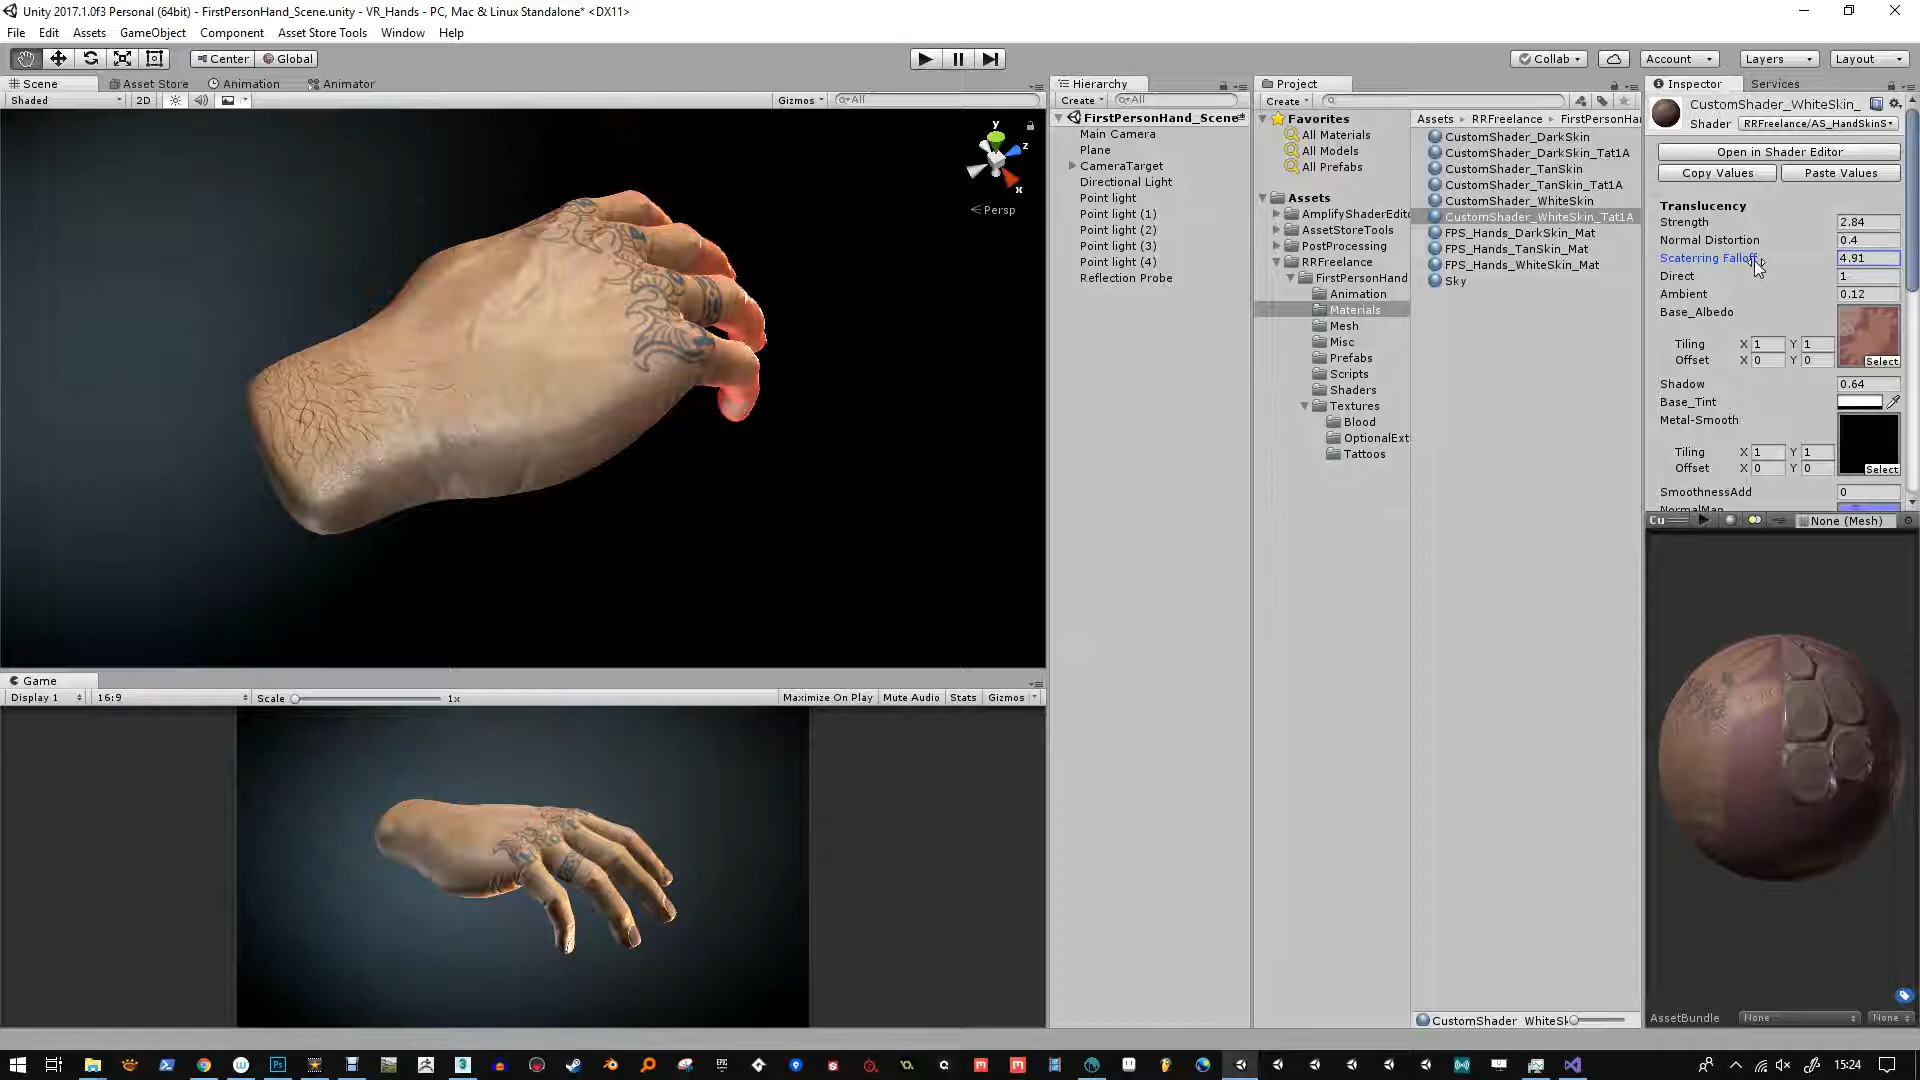 Unity 2017.1.0f3 Personal (64bit) - FirstPersonHand_Scene.unity - VR_Hands - PC, Mac & Linux Standalone* <DX11>
File Edit Assets GameObject Component Asset Store Tools Window Help
Center Global
Collab Account Layers Layout
Scene Asset Store Animation Animator
Shaded 2D Gizmos All
y
z
x
Persp
Game
Display 1 16:9 Scale 1x Maximize On Play Mute Audio Stats Gizmos
Hierarchy
Create All
FirstPersonHand_Scene*
Main Camera
Plane
CameraTarget
Directional Light
Point light
Point light (1)
Point light (2)
Point light (3)
Point light (4)
Reflection Probe
Project
Create
Favorites
All Materials
All Models
All Prefabs
Assets
AmplifyShaderEdito
AssetStoreTools
PostProcessing
RRFreelance
FirstPersonHand
Animation
Materials
Mesh
Misc
Prefabs
Scripts
Shaders
Textures
Blood
OptionalExt
Tattoos
Assets RRFreelance FirstPersonHar
CustomShader_DarkSkin
CustomShader_DarkSkin_Tat1A
CustomShader_TanSkin
CustomShader_TanSkin_Tat1A
CustomShader_WhiteSkin
CustomShader_WhiteSkin_Tat1A
FPS_Hands_DarkSkin_Mat
FPS_Hands_TanSkin_Mat
FPS_Hands_WhiteSkin_Mat
Sky
CustomShader_WhiteSk
Inspector Services
CustomShader_WhiteSkin_
Shader RRFreelance/AS_HandSkinS
Open in Shader Editor
Copy Values Paste Values
Translucency
Strength 2.84
Normal Distortion 0.4
Scaterring Falloff 4.91
Direct 1
Ambient 0.12
Base_Albedo
Tiling X 1 Y 1
Offset X 0 Y 0 Select
Shadow 0.64
Base_Tint
Metal-Smooth
Tiling X 1 Y 1
Offset X 0 Y 0 Select
SmoothnessAdd 0
NormalMap
Cu None (Mesh)
AssetBundle None None
15:24